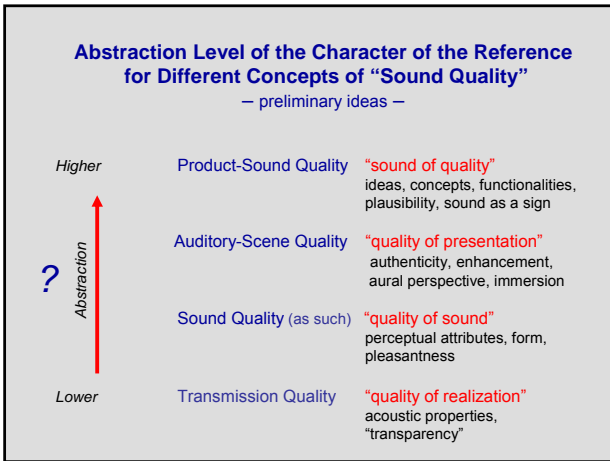 Abstraction Level of the Character of the Reference
for Different Concepts of “Sound Quality”
– preliminary ideas –
Higher
Product-Sound Quality
“sound of quality”
ideas, concepts, functionalities,
plausibility, sound as a sign
Auditory-Scene Quality
“quality of presentation”
authenticity, enhancement,
aural perspective, immersion
?
Abstraction
Sound Quality (as such)
“quality of sound”
perceptual attributes, form,
pleasantness
Lower
Transmission Quality
“quality of realization”
acoustic properties,
“transparency”